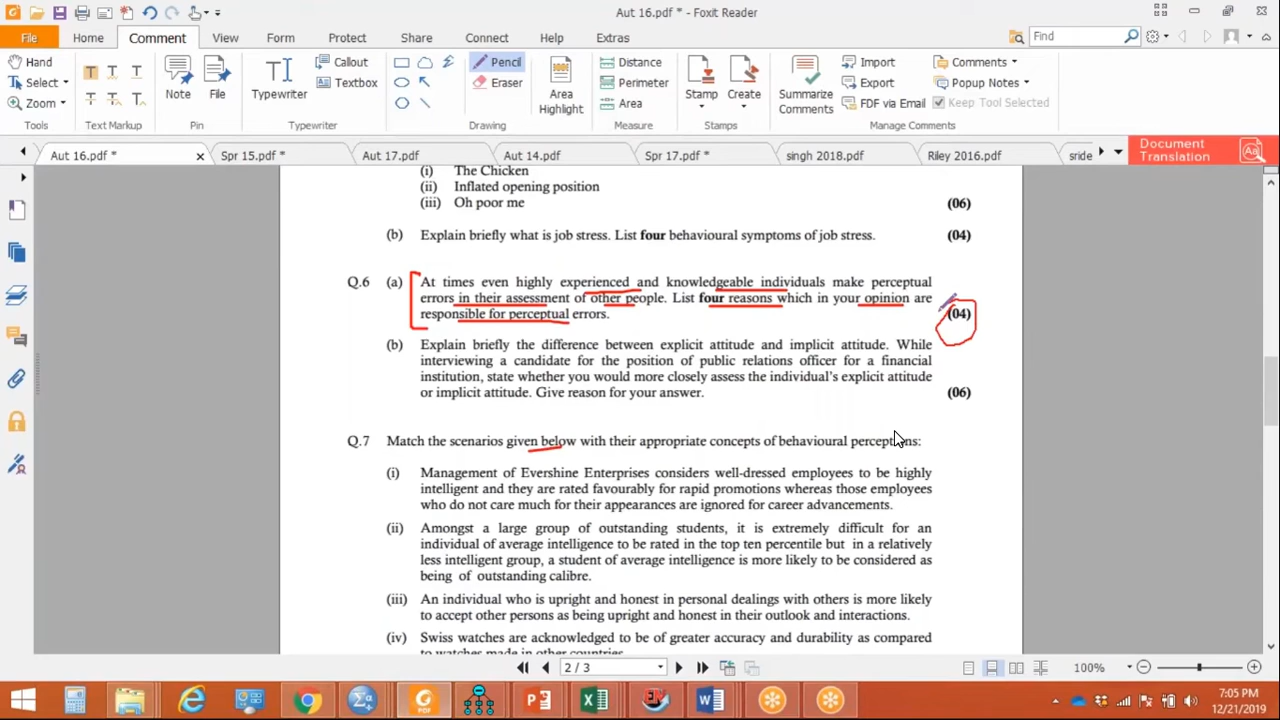 Aut 16.pdf * - Foxit Reader
File Home Comment View Form Protect Share Connect Help Extras
Find
Hand
Select
Zoom
Tools
Text Markup
Note
File
Pin
Typewriter
Callout
Textbox
Typewriter
Pencil
Eraser
Drawing
Area Highlight
Distance
Perimeter
Area
Measure
Stamp
Create
Stamps
Summarize Comments
Import
Export
FDF via Email
Comments
Popup Notes
Keep Tool Selected
Manage Comments
Aut 16.pdf * Spr 15.pdf * Aut 17.pdf Aut 14.pdf Spr 17.pdf * singh 2018.pdf Riley 2016.pdf sride
Document Translation
(i) The Chicken
(ii) Inflated opening position
(iii) Oh poor me (06)
(b) Explain briefly what is job stress. List four behavioural symptoms of job stress. (04)
Q.6 (a) At times even highly experienced and knowledgeable individuals make perceptual
errors in their assessment of other people. List four reasons which in your opinion are
responsible for perceptual errors. (04)
(b) Explain briefly the difference between explicit attitude and implicit attitude. While
interviewing a candidate for the position of public relations officer for a financial
institution, state whether you would more closely assess the individual's explicit attitude
or implicit attitude. Give reason for your answer. (06)
Q.7 Match the scenarios given below with their appropriate concepts of behavioural perceptions:
(i) Management of Evershine Enterprises considers well-dressed employees to be highly
intelligent and they are rated favourably for rapid promotions whereas those employees
who do not care much for their appearances are ignored for career advancements.
(ii) Amongst a large group of outstanding students, it is extremely difficult for an
individual of average intelligence to be rated in the top ten percentile but in a relatively
less intelligent group, a student of average intelligence is more likely to be considered as
being of outstanding calibre.
(iii) An individual who is upright and honest in personal dealings with others is more likely
to accept other persons as being upright and honest in their outlook and interactions.
(iv) Swiss watches are acknowledged to be of greater accuracy and durability as compared
to watches made in other countries.
2 / 3
100%
7:05 PM
12/21/2019